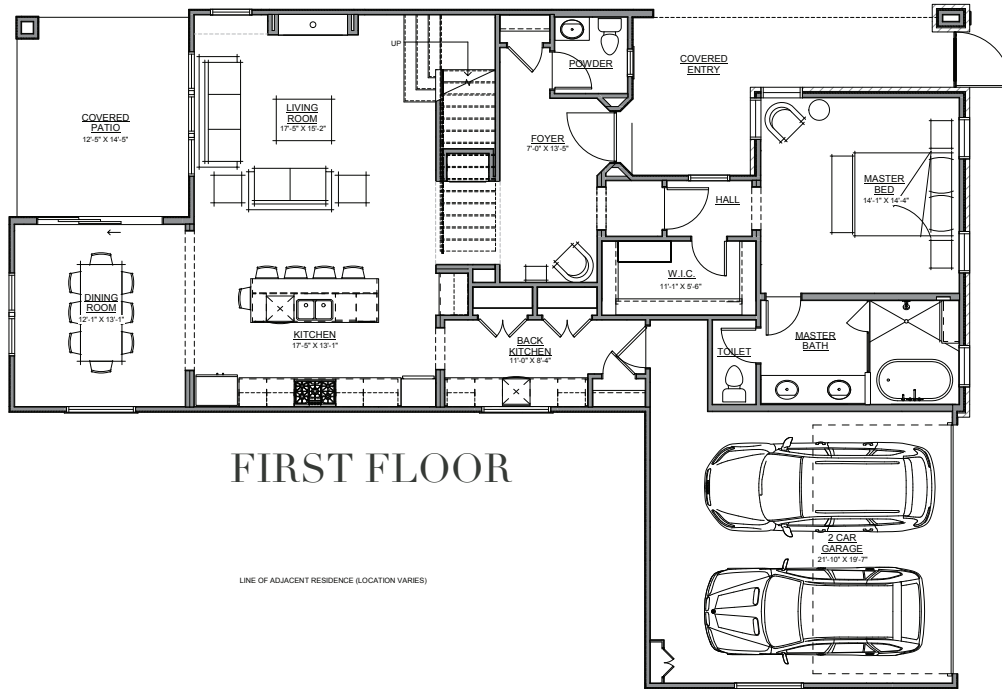 UP
POWDER
COVERED
ENTRY
COVERED
PATIO
12'-5" X 14'-5"
LIVING
ROOM
17'-5" X 15'-2"
FOYER
7'-0" X 13'-5"
HALL
MASTER
BED
14'-1" X 14'-4"
W.I.C.
11'-1" X 5'-6"
DINING
ROOM
12'-1" X 13'-1"
KITCHEN
17'-5" X 13'-1"
BACK
KITCHEN
11'-0" X 8'-4"
TOILET
MASTER
BATH
FIRST FLOOR
2 CAR
GARAGE
21'-10" X 19'-7"
LINE OF ADJACENT RESIDENCE (LOCATION VARIES)